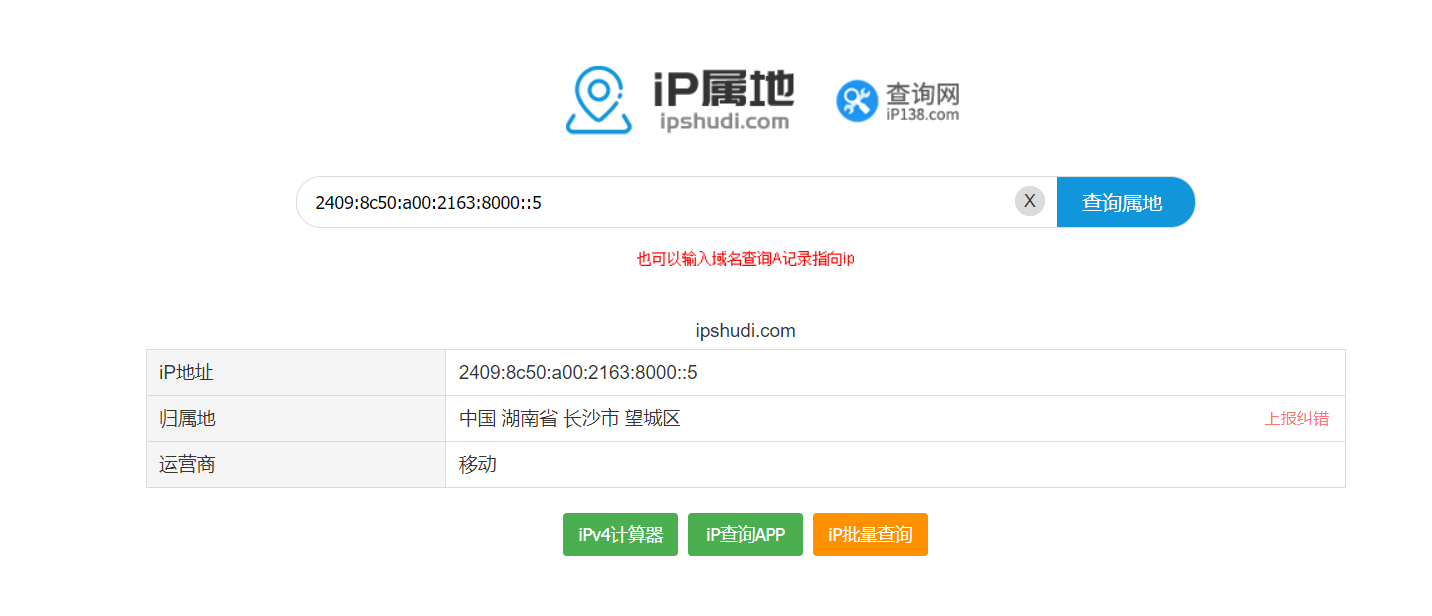 iP属地
ipshudi.com
查询网
iP138.com
2409:8c50:a00:2163:8000::5
X
查询属地
也可以输入域名查询A记录指向ip
ipshudi.com
iP地址
2409:8c50:a00:2163:8000::5
归属地
中国 湖南省 长沙市 望城区
上报纠错
运营商
移动
iPv4计算器
iP查询APP
iP批量查询